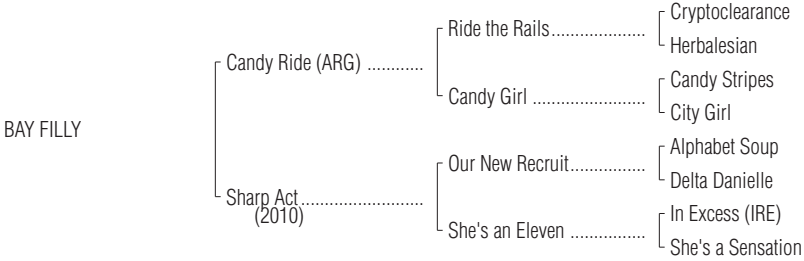 Cryptoclearance
Ride the Rails.....................
Herbalesian
Candy Ride (ARG) ............
Candy Stripes
Candy Girl .........................
City Girl
BAY FILLY
Alphabet Soup
Our New Recruit.................
Delta Danielle
Sharp Act...........................
(2010)
In Excess (IRE)
She's an Eleven .................
She's a Sensation